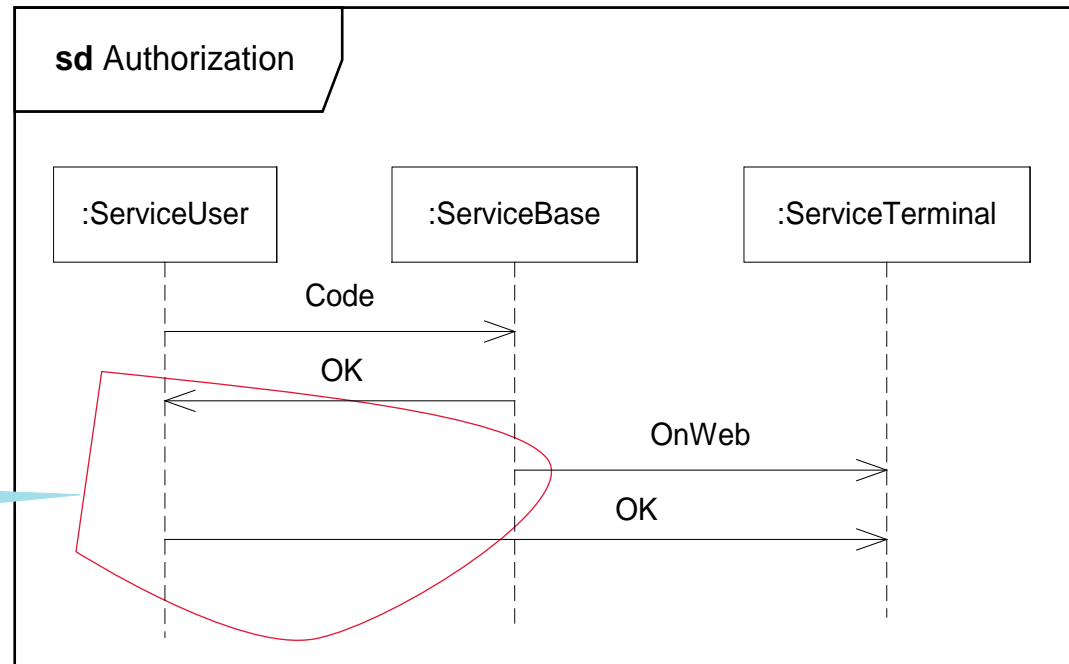 sd Authorization
:ServiceUser
:ServiceBase
:ServiceTerminal
Code
OK
OnWeb
OK